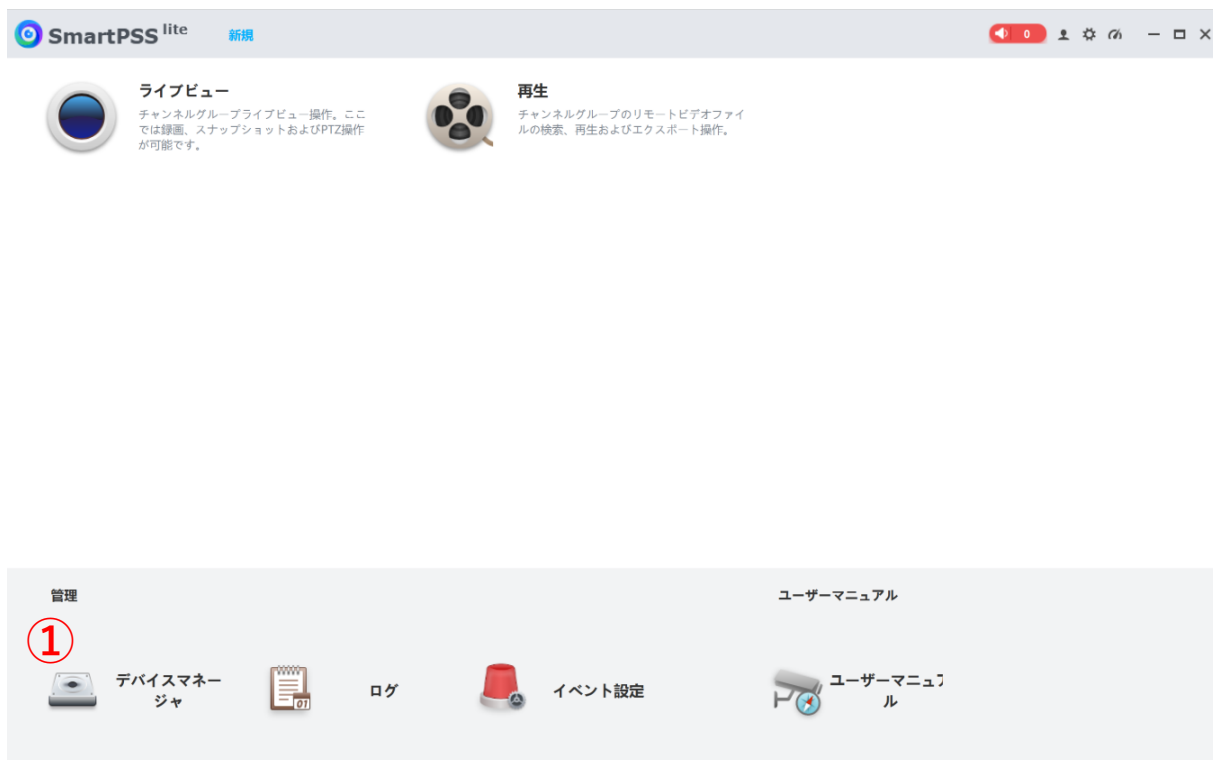 SmartPSS lite 新規 0
ライブビュー
チャンネルグループライブビュー操作。ここ
では録画、スナップショットおよびPTZ操作
が可能です。
再生
チャンネルグループのリモートビデオファイ
ルの検索、再生およびエクスポート操作。
管理
ユーザーマニュアル
①
デバイスマネー
ジャ
01
ログ
イベント設定
ユーザーマニュア
ル